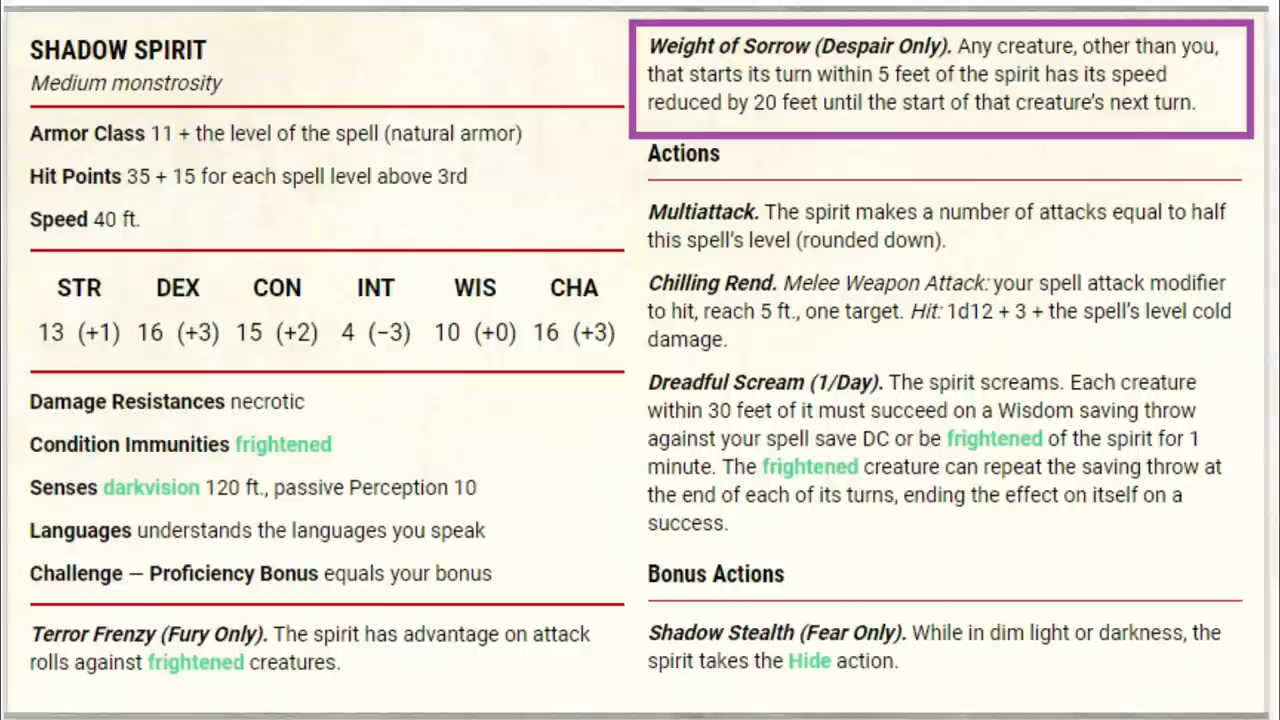 SHADOW SPIRIT
Medium monstrosity
Armor Class 11 + the level of the spell (natural armor)
Hit Points 35 + 15 for each spell level above 3rd
Speed 40 ft.
STR DEX CON INT WIS CHA
13 (+1) 16 (+3) 15 (+2) 4 (−3) 10 (+0) 16 (+3)
Damage Resistances necrotic
Condition Immunities frightened
Senses darkvision 120 ft., passive Perception 10
Languages understands the languages you speak
Challenge — Proficiency Bonus equals your bonus
Terror Frenzy (Fury Only). The spirit has advantage on attack
rolls against frightened creatures.
Weight of Sorrow (Despair Only). Any creature, other than you,
that starts its turn within 5 feet of the spirit has its speed
reduced by 20 feet until the start of that creature's next turn.
Actions
Multiattack. The spirit makes a number of attacks equal to half
this spell's level (rounded down).
Chilling Rend. Melee Weapon Attack: your spell attack modifier
to hit, reach 5 ft., one target. Hit: 1d12 + 3 + the spell's level cold
damage.
Dreadful Scream (1/Day). The spirit screams. Each creature
within 30 feet of it must succeed on a Wisdom saving throw
against your spell save DC or be frightened of the spirit for 1
minute. The frightened creature can repeat the saving throw at
the end of each of its turns, ending the effect on itself on a
success.
Bonus Actions
Shadow Stealth (Fear Only). While in dim light or darkness, the
spirit takes the Hide action.